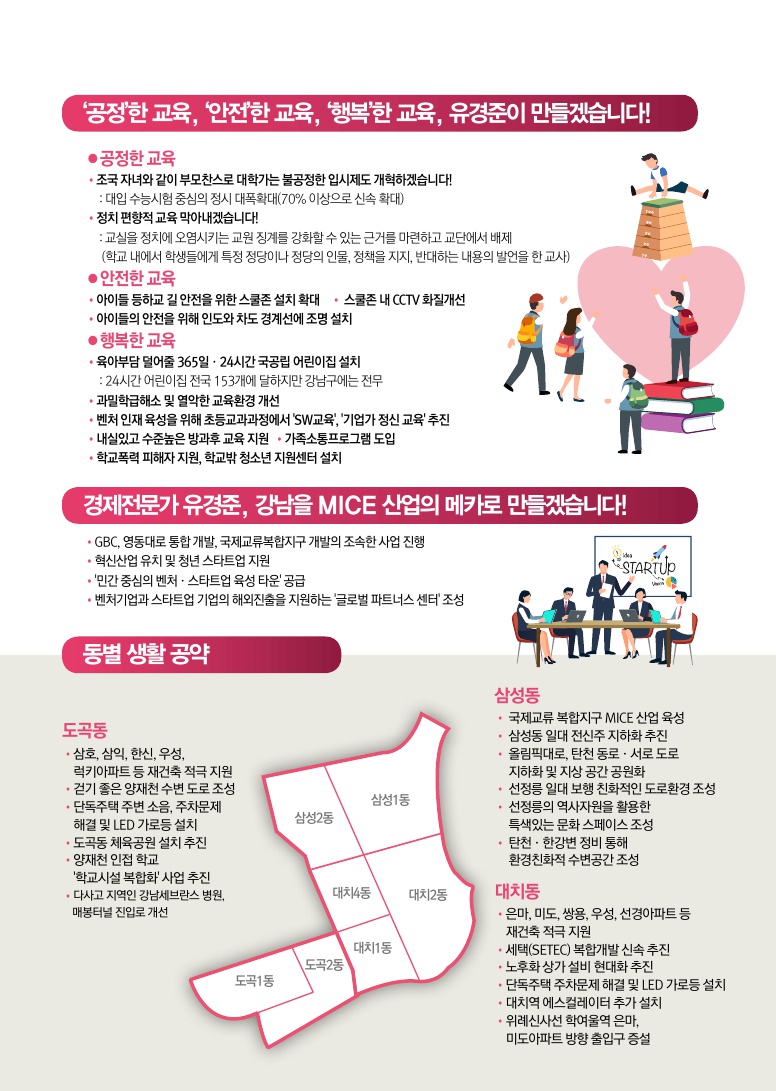 '공정'한 교육, '안전'한 교육, '행복'한 교육, 유경준이 만들겠습니다!
● 공정한 교육
• 조국 자녀와 같이 부모찬스로 대학가는 불공정한 입시제도 개혁하겠습니다!
: 대입 수능시험 중심의 정시 대폭확대(70% 이상으로 신속 확대)
• 정치 편향적 교육 막아내겠습니다!
: 교실을 정치에 오염시키는 교원 징계를 강화할 수 있는 근거를 마련하고 교단에서 배제
(학교 내에서 학생들에게 특정 정당이나 정당의 인물, 정책을 지지, 반대하는 내용의 발언을 한 교사)
● 안전한 교육
• 아이들 등하교 길 안전을 위한 스쿨존 설치 확대 • 스쿨존 내 CCTV 화질개선
• 아이들의 안전을 위해 인도와 차도 경계선에 조명 설치
● 행복한 교육
• 육아부담 덜어줄 365일 · 24시간 국공립 어린이집 설치
: 24시간 어린이집 전국 153개에 달하지만 강남구에는 전무
• 과밀학급해소 및 열악한 교육환경 개선
• 벤처 인재 육성을 위해 초등교과과정에서 'SW교육', '기업가 정신 교육' 추진
• 내실있고 수준높은 방과후 교육 지원 • 가족소통프로그램 도입
• 학교폭력 피해자 지원, 학교밖 청소년 지원센터 설치
경제전문가 유경준, 강남을 MICE 산업의 메카로 만들겠습니다!
• GBC, 영동대로 통합 개발, 국제교류복합지구 개발의 조속한 사업 진행
• 혁신산업 유치 및 청년 스타트업 지원
• '민간 중심의 벤처 · 스타트업 육성 타운' 공급
• 벤처기업과 스타트업 기업의 해외진출을 지원하는 '글로벌 파트너스 센터' 조성
idea
STARTUP
Vision
동별 생활 공약
도곡동
• 삼호, 삼익, 한신, 우성,
럭키아파트 등 재건축 적극 지원
• 걷기 좋은 양재천 수변 도로 조성
• 단독주택 주변 소음, 주차문제
해결 및 LED 가로등 설치
• 도곡동 체육공원 설치 추진
• 양재천 인접 학교
'학교시설 복합화' 사업 추진
• 다사고 지역인 강남세브란스 병원,
매봉터널 진입로 개선
삼성1동
삼성2동
대치4동
대치2동
대치1동
도곡2동
도곡1동
삼성동
• 국제교류 복합지구 MICE 산업 육성
• 삼성동 일대 전신주 지하화 추진
• 올림픽대로, 탄천 동로 · 서로 도로
지하화 및 지상 공간 공원화
• 선정릉 일대 보행 친화적인 도로환경 조성
• 선정릉의 역사자원을 활용한
특색있는 문화 스페이스 조성
• 탄천 · 한강변 정비 통해
환경친화적 수변공간 조성
대치동
• 은마, 미도, 쌍용, 우성, 선경아파트 등
재건축 적극 지원
• 세택(SETEC) 복합개발 신속 추진
• 노후화 상가 설비 현대화 추진
• 단독주택 주차문제 해결 및 LED 가로등 설치
• 대치역 에스컬레이터 추가 설치
• 위례신사선 학여울역 은마,
미도아파트 방향 출입구 증설